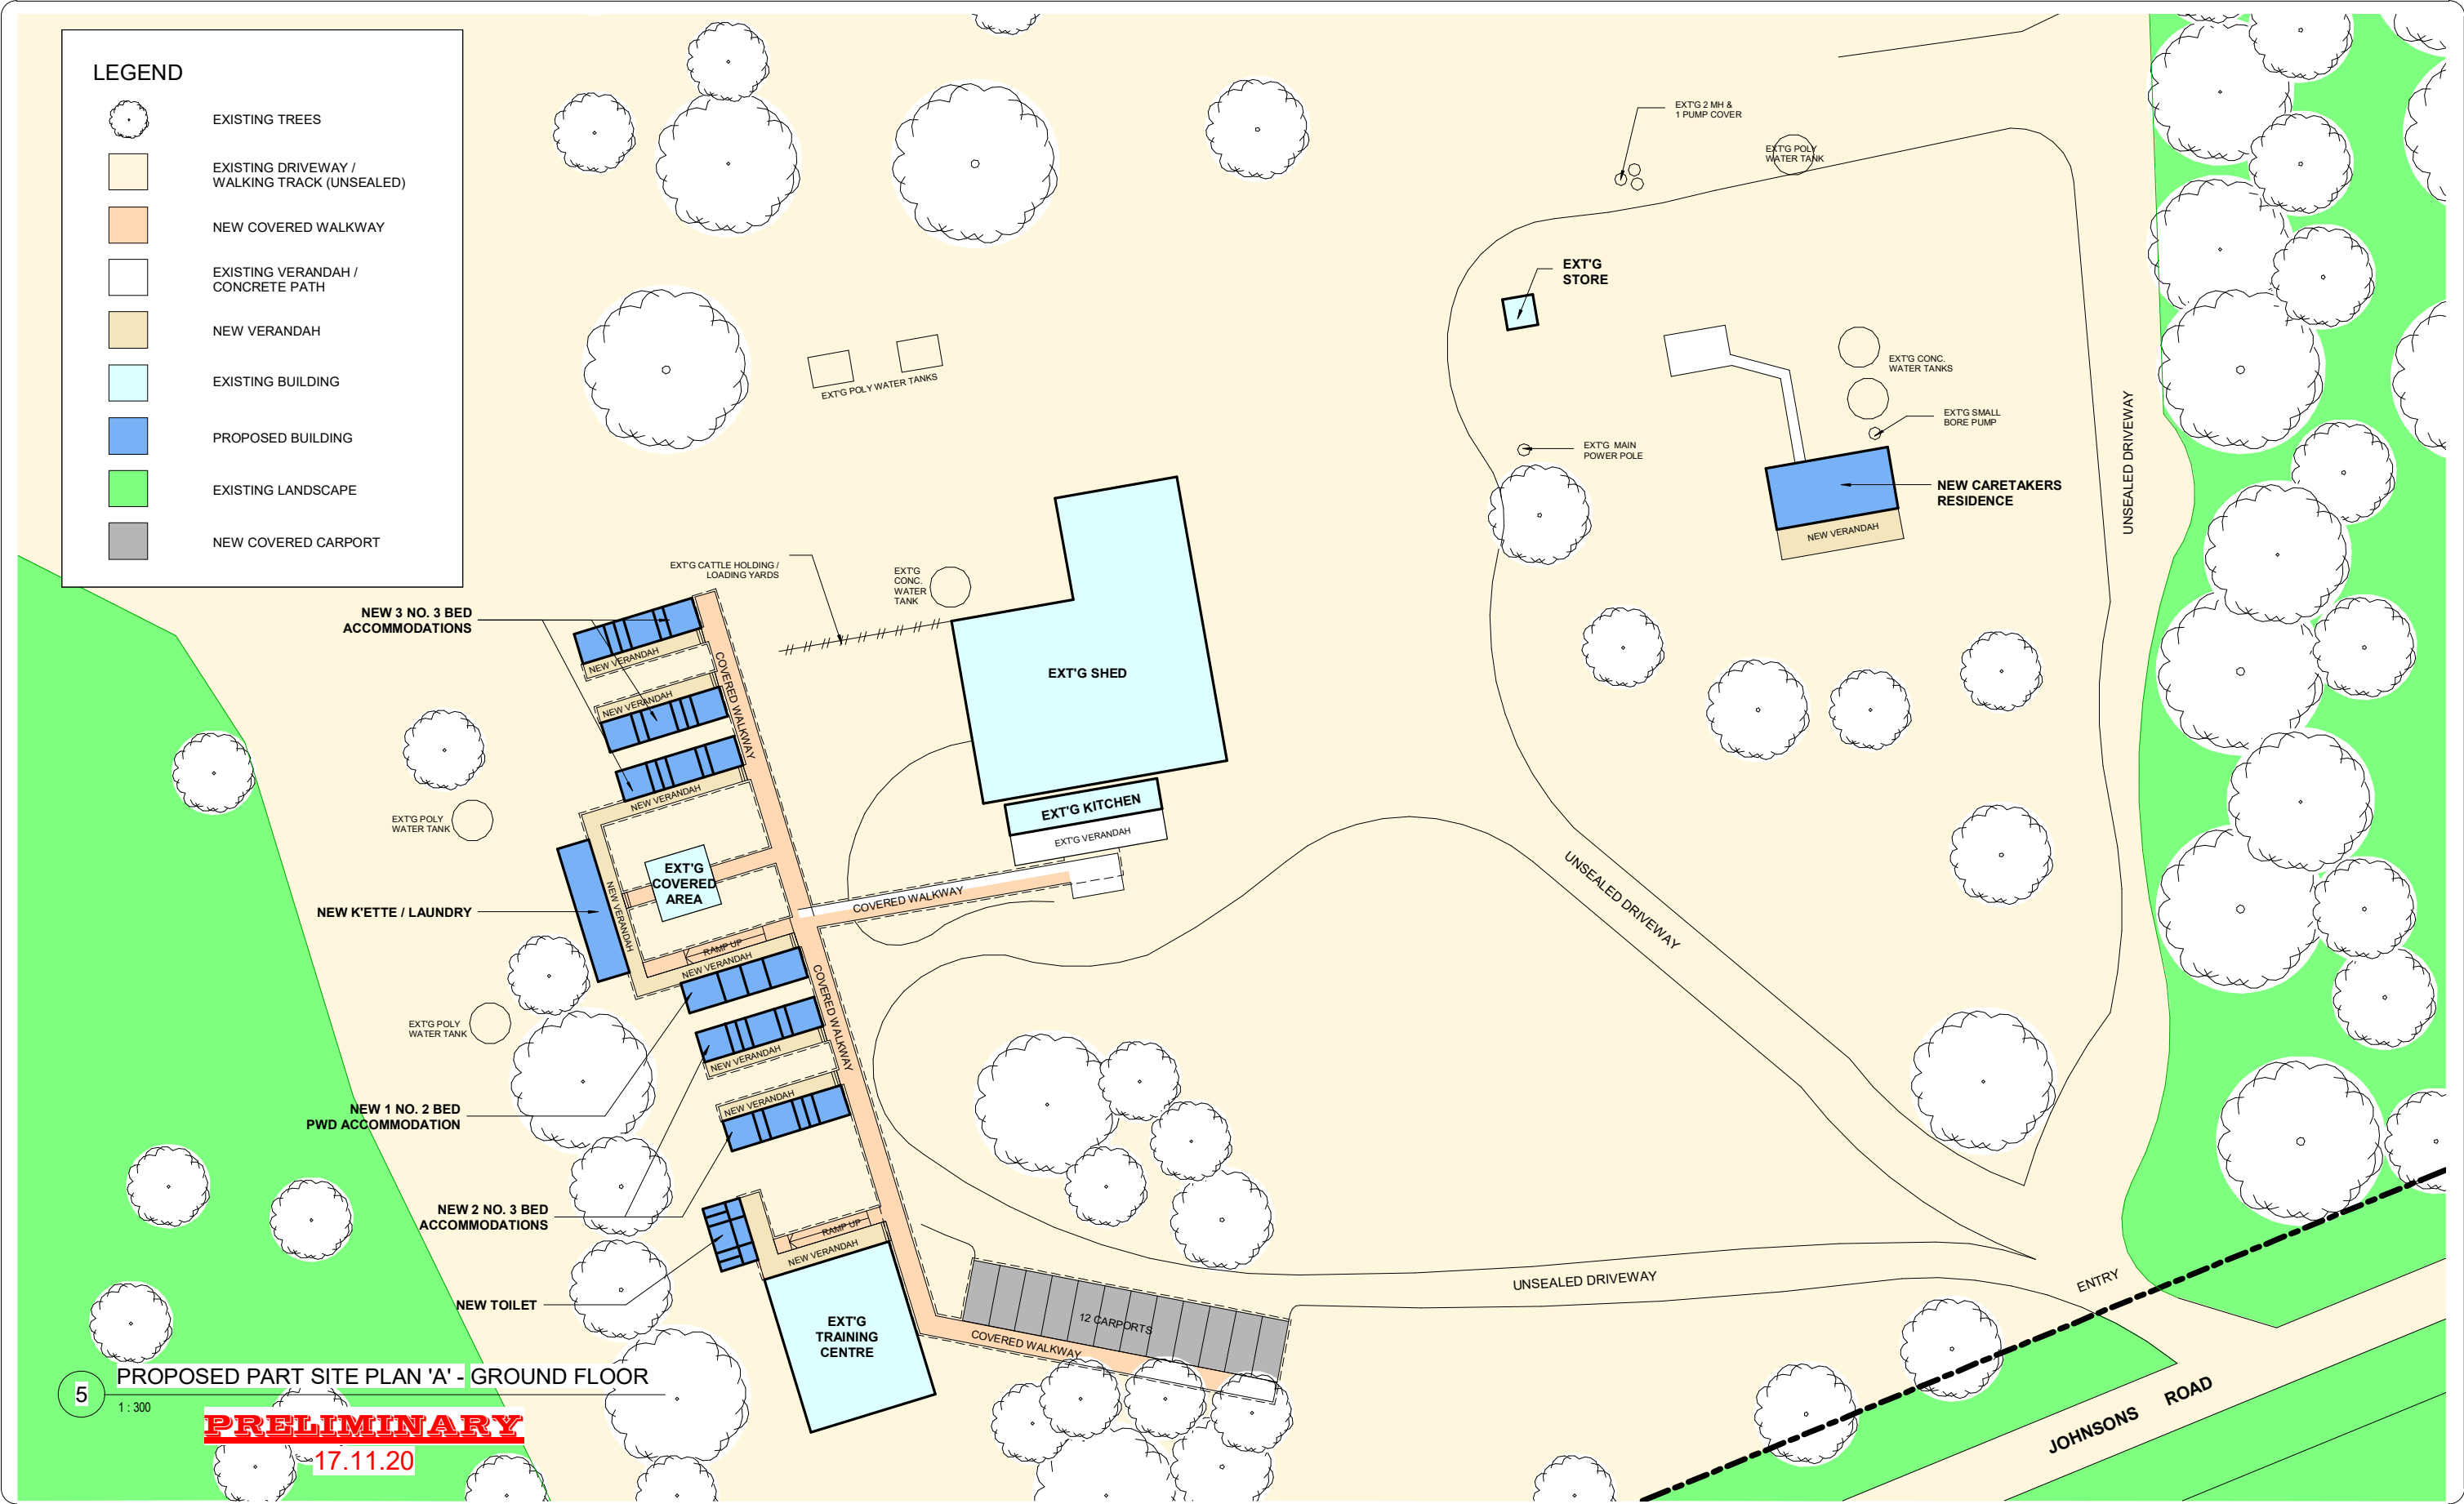 LEGEND
EXISTING TREES
EXISTING DRIVEWAY /
WALKING TRACK (UNSEALED)
NEW COVERED WALKWAY
EXISTING VERANDAH /
CONCRETE PATH
NEW VERANDAH
EXISTING BUILDING
PROPOSED BUILDING
EXISTING LANDSCAPE
NEW COVERED CARPORT
EXT'G 2 MH &
1 PUMP COVER
EXT'G POLY
WATER TANK
EXT'G
STORE
EXT'G CONC.
WATER TANKS
EXT'G SMALL
BORE PUMP
EXT'G MAIN
POWER POLE
NEW CARETAKERS
RESIDENCE
NEW VERANDAH
UNSEALED DRIVEWAY
EXT'G POLY WATER TANKS
EXT'G CATTLE HOLDING /
LOADING YARDS
EXT'G
CONC.
WATER
TANK
NEW 3 NO. 3 BED
ACCOMMODATIONS
NEW VERANDAH
COVERED WALKWAY
NEW VERANDAH
NEW VERANDAH
EXT'G SHED
EXT'G KITCHEN
EXT'G VERANDAH
EXT'G POLY
WATER TANK
EXT'G
COVERED
AREA
NEW VERANDAH
NEW K'ETTE / LAUNDRY
COVERED WALKWAY
UNSEALED DRIVEWAY
RAMP UP
NEW VERANDAH
COVERED WALKWAY
EXT'G POLY
WATER TANK
NEW VERANDAH
NEW VERANDAH
NEW 1 NO. 2 BED
PWD ACCOMMODATION
NEW 2 NO. 3 BED
ACCOMMODATIONS
RAMP UP
NEW VERANDAH
NEW TOILET
EXT'G
TRAINING
CENTRE
12 CARPORTS
COVERED WALKWAY
UNSEALED DRIVEWAY
ENTRY
JOHNSONS ROAD
5
PROPOSED PART SITE PLAN 'A' - GROUND FLOOR
1 : 300
PRELIMINARY
17.11.20